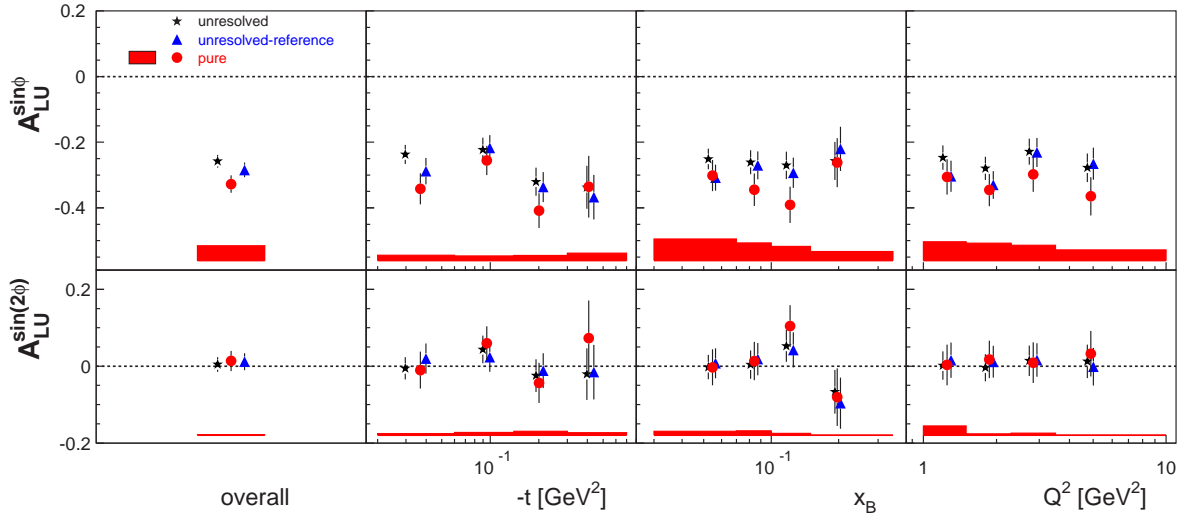 0.2
unresolved
unresolved-reference
pure
0
-0.2
-0.4
A_LU^sinϕ
0.2
0
-0.2
A_LU^sin(2ϕ)
10^-1
10^-1
1
10
overall
-t [GeV^2]
x_B
Q^2 [GeV^2]